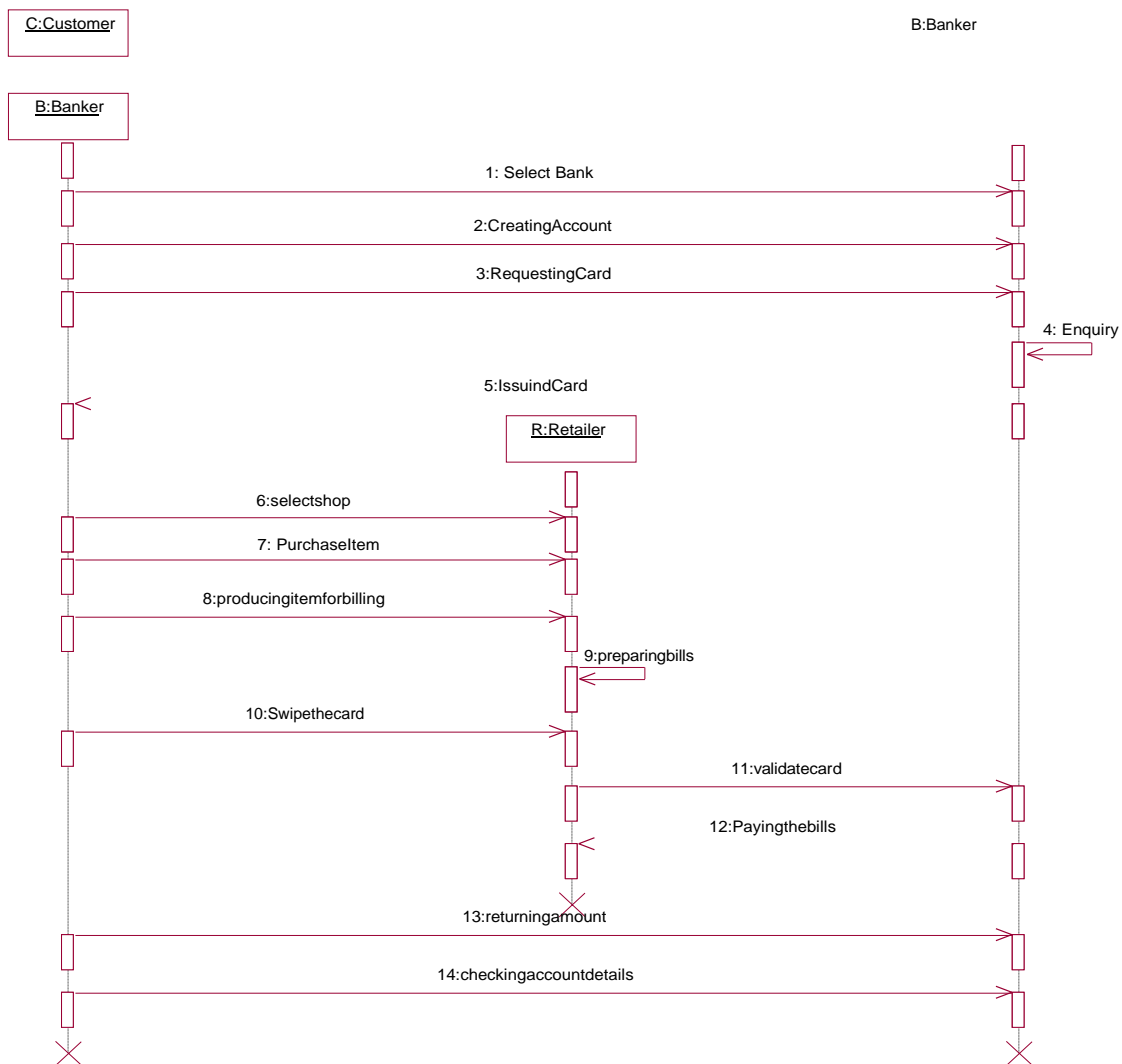 C:Customer
B:Banker
B:Banker
1: Select Bank
2:CreatingAccount
3:RequestingCard
4: Enquiry
5:IssuindCard
R:Retailer
6:selectshop
7: PurchaseItem
8:producingitemforbilling
9:preparingbills
10:Swipethecard
11:validatecard
12:Payingthebills
13:returningamount
14:checkingaccountdetails